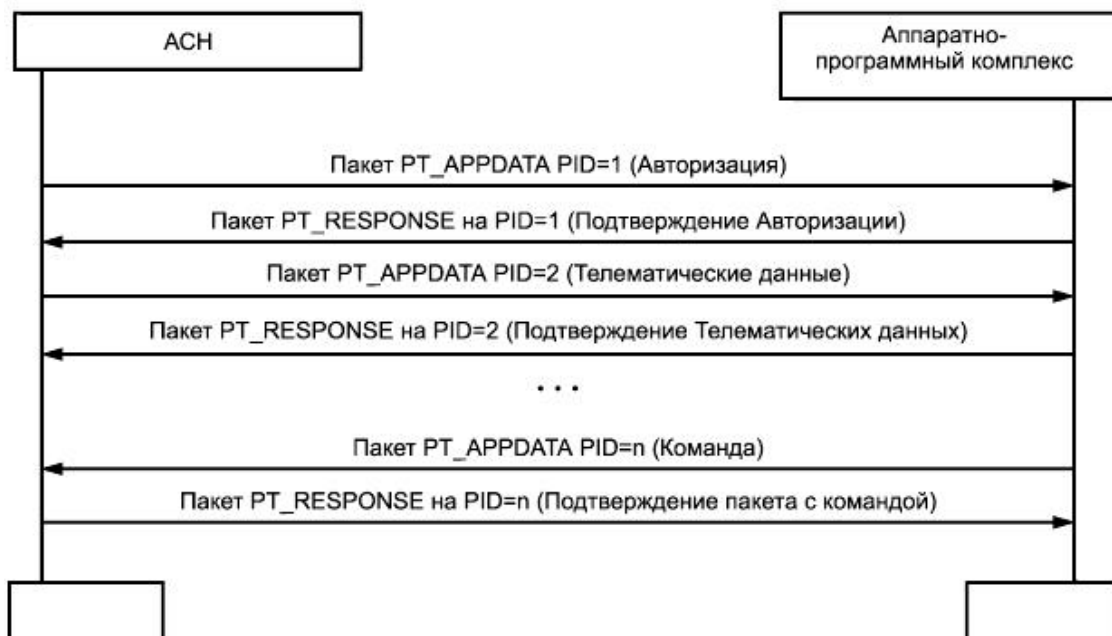 АСН
Аппаратно-
программный комплекс
Пакет PT_APPDATA PID=1 (Авторизация)
Пакет PT_RESPONSE на PID=1 (Подтверждение Авторизации)
Пакет PT_APPDATA PID=2 (Телематические данные)
Пакет PT_RESPONSE на PID=2 (Подтверждение Телематических данных)
• • •
Пакет PT_APPDATA PID=n (Команда)
Пакет PT_RESPONSE на PID=n (Подтверждение пакета с командой)